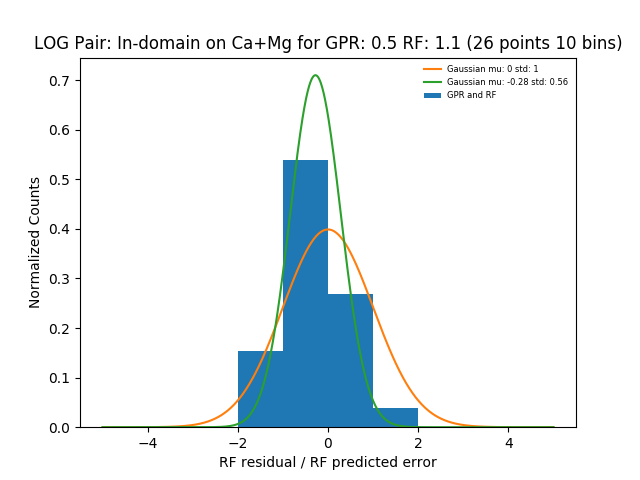 LOG Pair: In-domain on Ca+Mg for GPR: 0.5 RF: 1.1 (26 points 10 bins)
Gaussian mu: 0 std: 1
Gaussian mu: -0.28 std: 0.56
GPR and RF
Normalized Counts
0.7
0.6
0.5
0.4
0.3
0.2
0.1
0.0
−4 −2 0 2 4
RF residual / RF predicted error